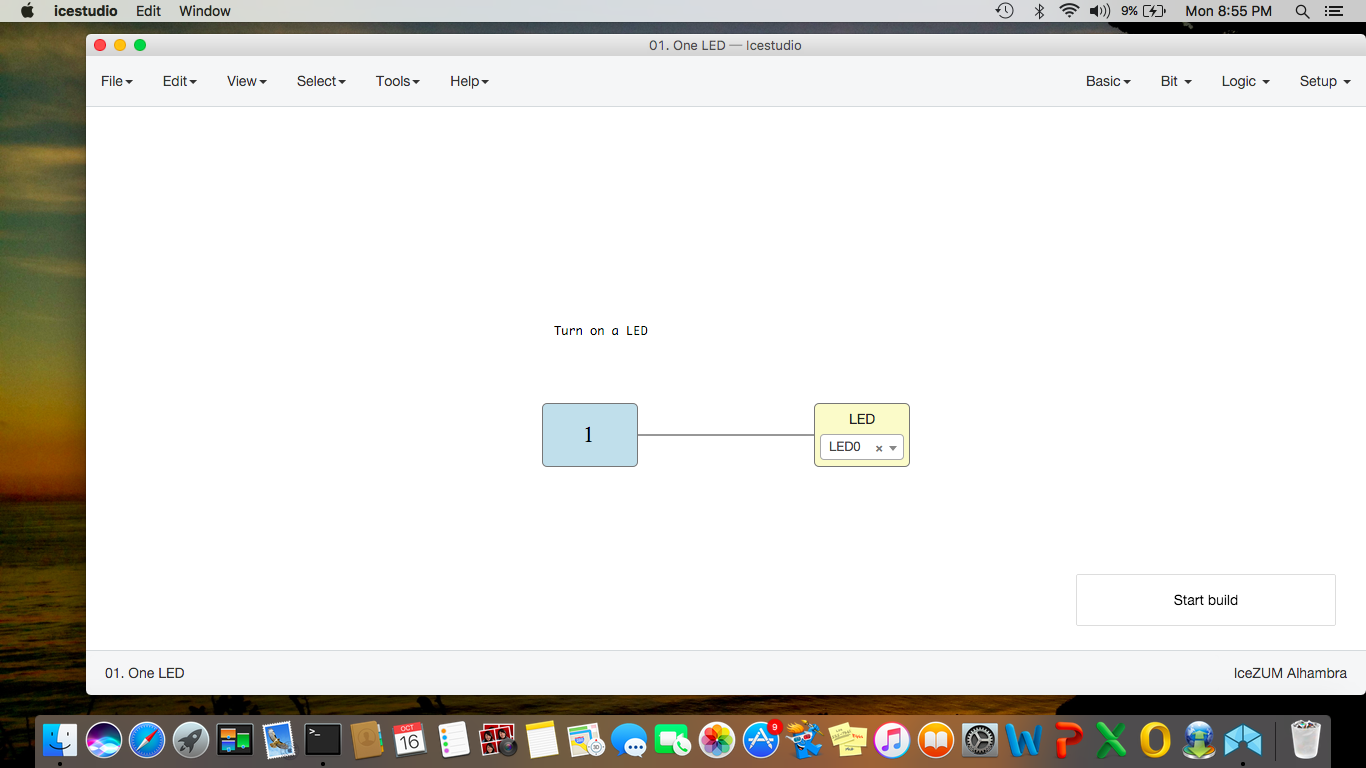 icestudio Edit Window 9% Mon 8:55 PM
01. One LED — Icestudio
File Edit View Select Tools Help Basic Bit Logic Setup
Turn on a LED
1 LED
LED0
Start build
01. One LED IceZUM Alhambra
OCT 9
16